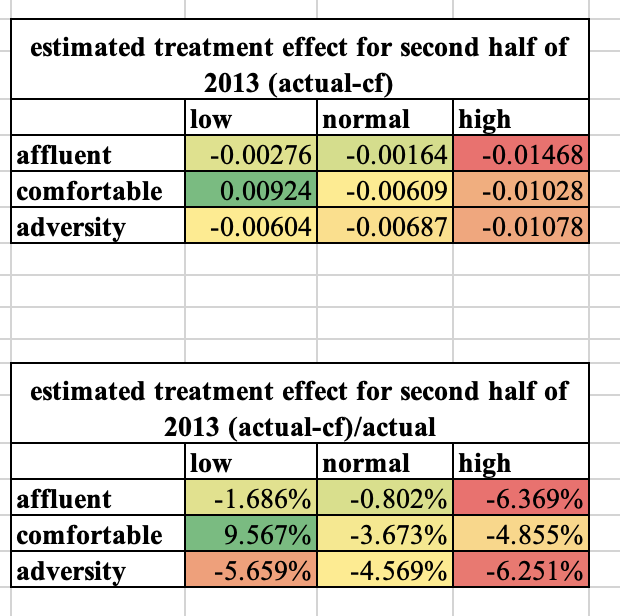 estimated treatment effect for second half of
2013 (actual-cf)
low normal high
affluent -0.00276 -0.00164 -0.01468
comfortable 0.00924 -0.00609 -0.01028
adversity -0.00604 -0.00687 -0.01078
estimated treatment effect for second half of
2013 (actual-cf)/actual
low normal high
affluent -1.686% -0.802% -6.369%
comfortable 9.567% -3.673% -4.855%
adversity -5.659% -4.569% -6.251%